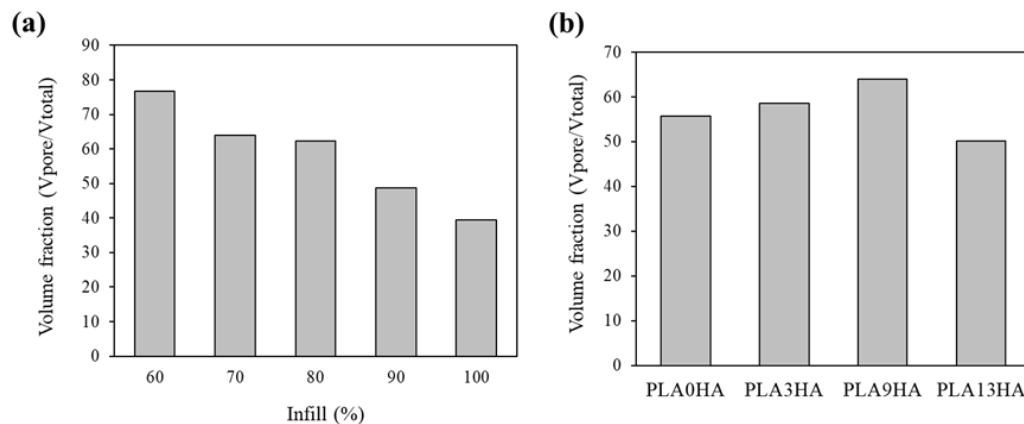 (a)
Volume fraction (Vpore/Vtotal)
90
80
70
60
50
40
30
20
10
0
60 70 80 90 100
Infill (%)
(b)
Volume fraction (Vpore/Vtotal)
70
60
50
40
30
20
10
0
PLA0HA PLA3HA PLA9HA PLA13HA